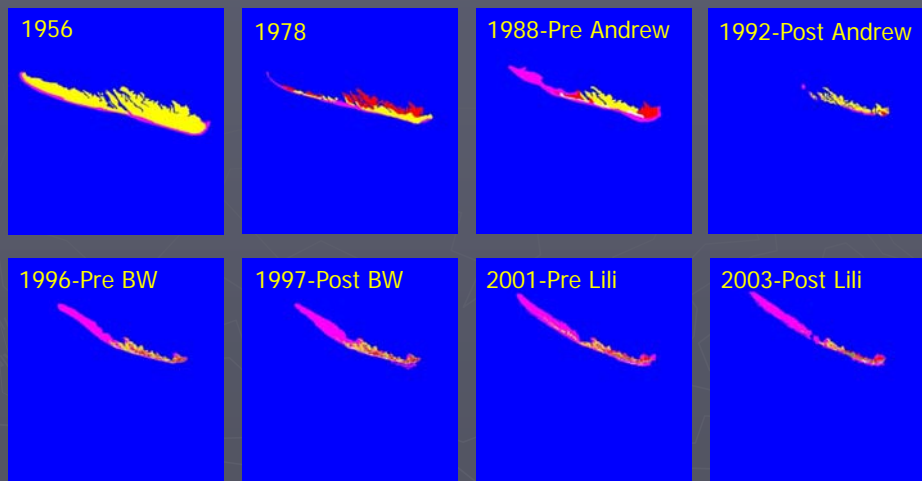 1956
1978
1988-Pre Andrew
1992-Post Andrew
1996-Pre BW
1997-Post BW
2001-Pre Lili
2003-Post Lili